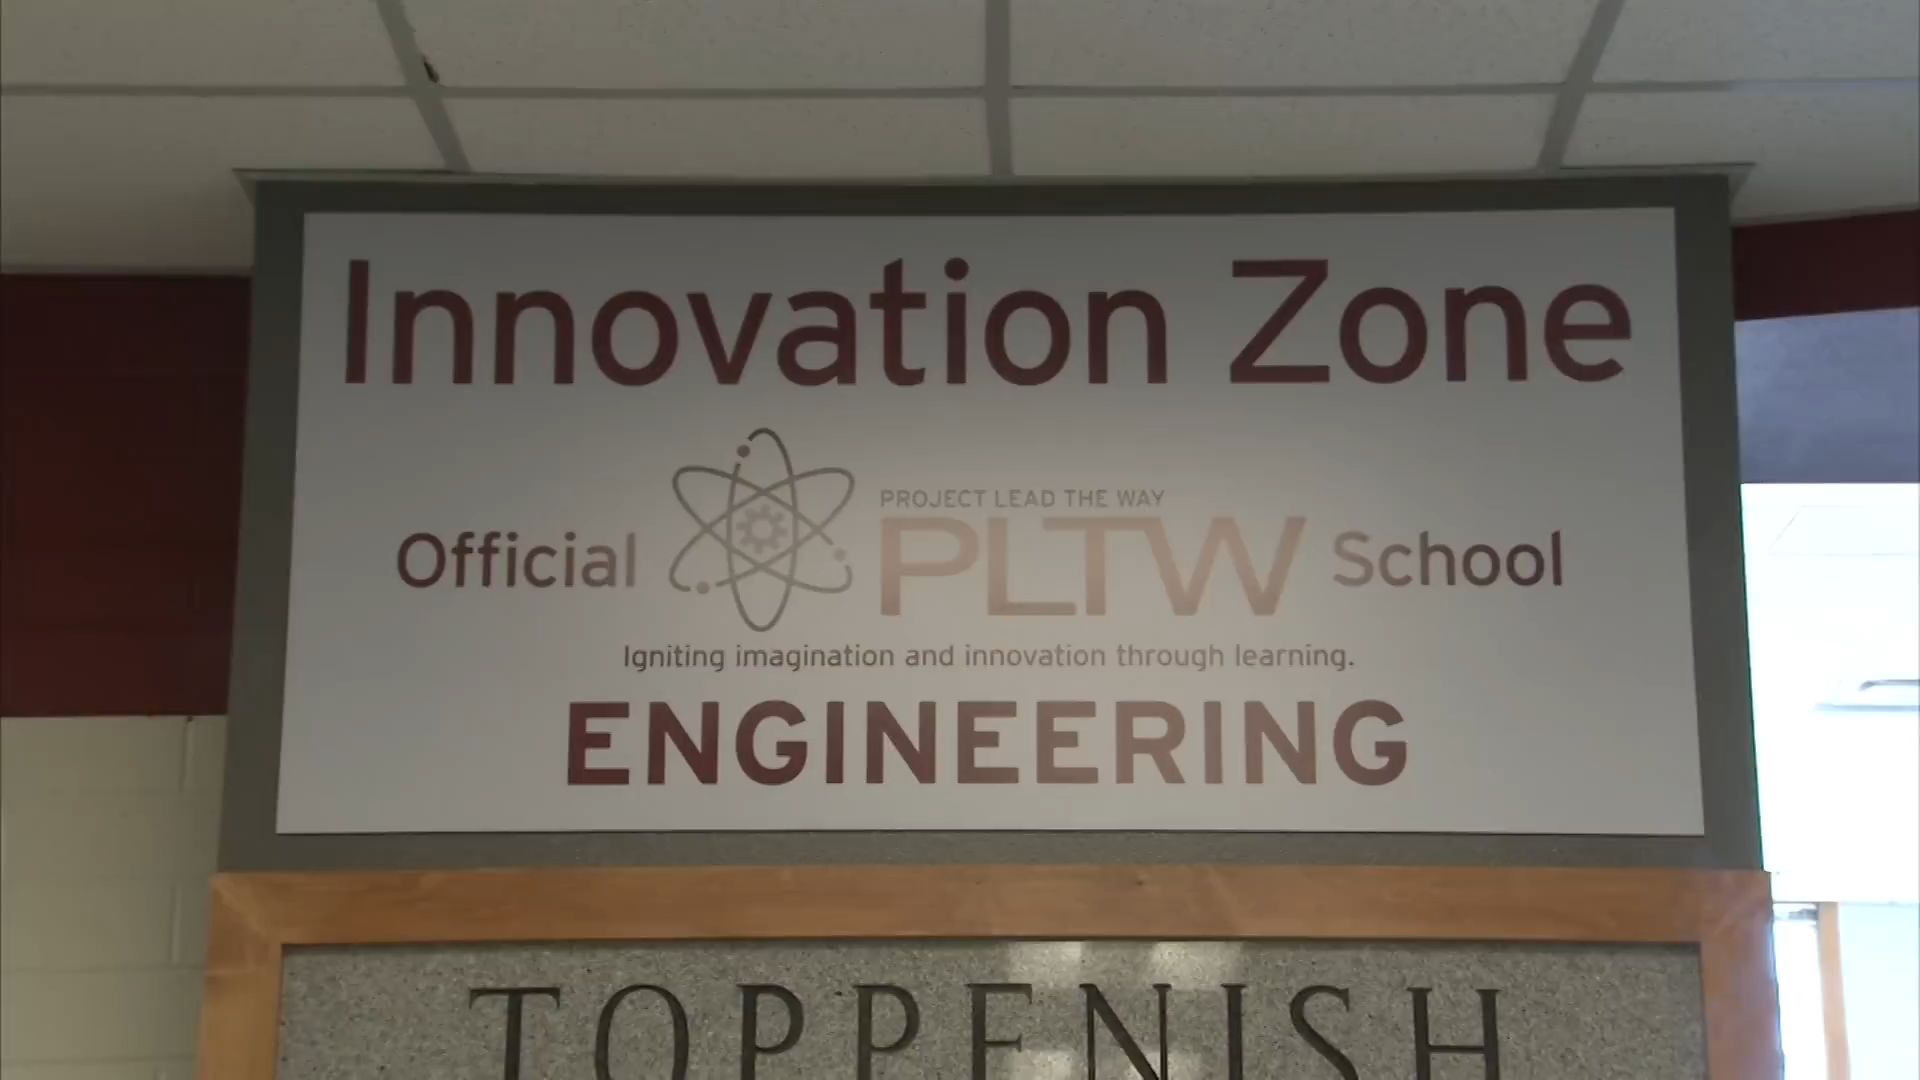 Innovation Zone
PROJECT LEAD THE WAY
Official PLTW School
Igniting imagination and innovation through learning.
ENGINEERING
TOPPENISH